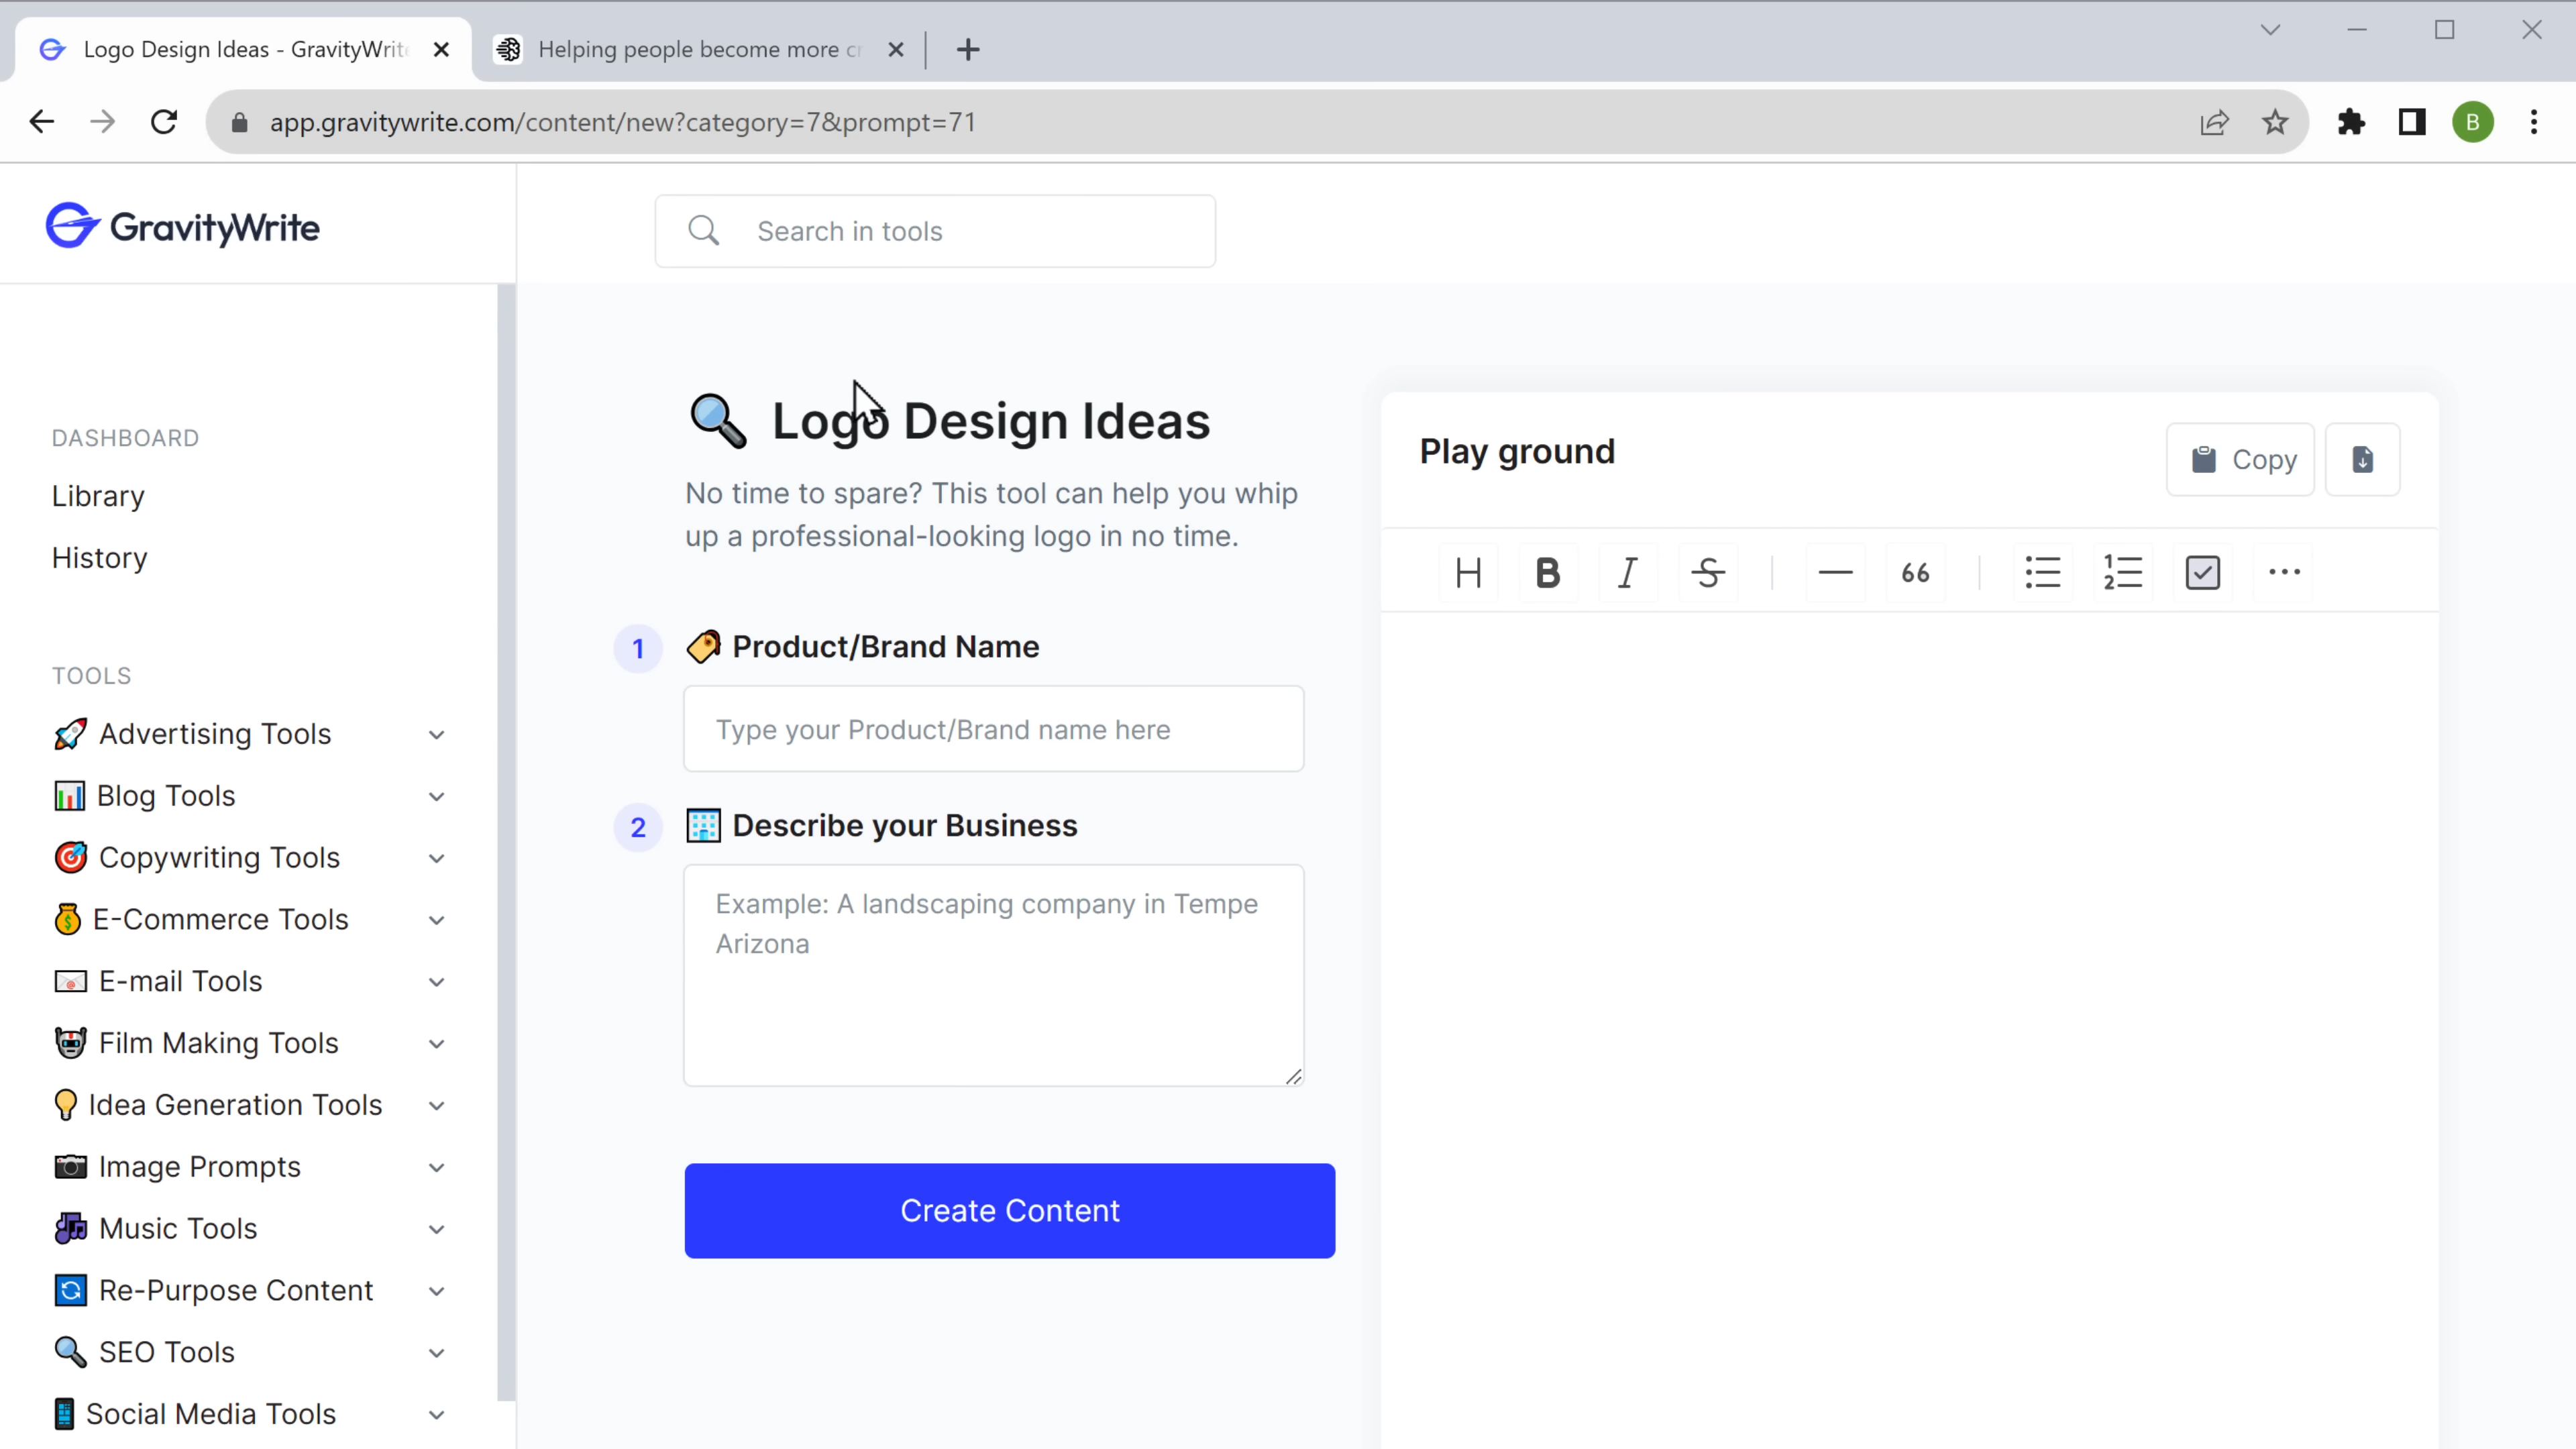 Logo Design Ideas - GravityWrite
Helping people become more cr
app.gravitywrite.com/content/new?category=7&prompt=71
B
GravityWrite
Search in tools
DASHBOARD
Library
History
TOOLS
Advertising Tools
Blog Tools
Copywriting Tools
E-Commerce Tools
E-mail Tools
Film Making Tools
Idea Generation Tools
Image Prompts
Music Tools
Re-Purpose Content
SEO Tools
Social Media Tools
Logo Design Ideas
No time to spare? This tool can help you whip
up a professional-looking logo in no time.
1 Product/Brand Name
Type your Product/Brand name here
2 Describe your Business
Example: A landscaping company in Tempe
Arizona
Create Content
Play ground
Copy